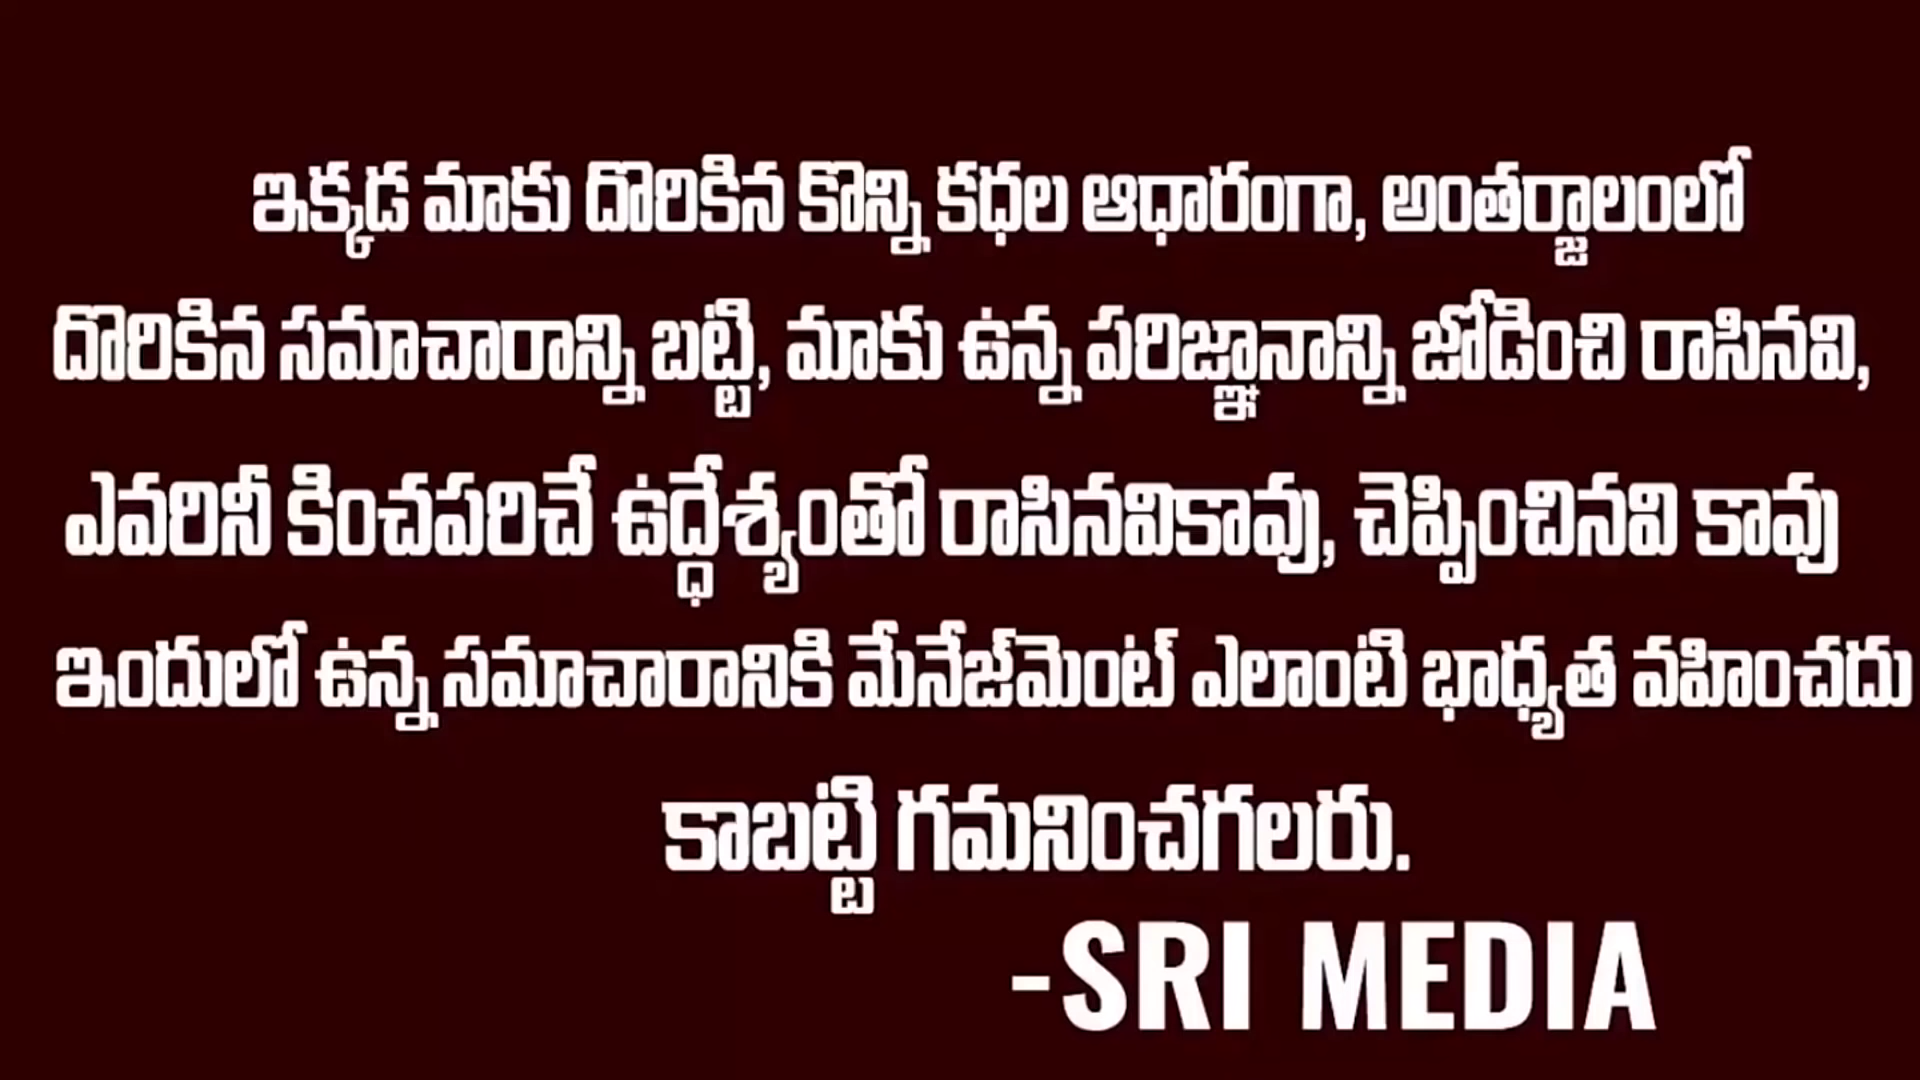 ఇక్కడ మాకు దొరికిన కొన్ని కధల ఆధారంగా, అంతర్జాలంలో
దొరికిన సమాచారాన్ని బట్టి, మాకు ఉన్న పరిజ్ఞానాన్ని జోడించి రాసినవి,
ఎవరినీ కించపరిచే ఉద్ధేశ్యంతో రాసినవికావు, చెప్పించినవి కావు
ఇందులో ఉన్న సమాచారానికి మేనేజ్‌మెంట్ ఎలాంటి భాధ్యత వహించదు
కాబట్టి గమనించగలరు.
-SRI MEDIA